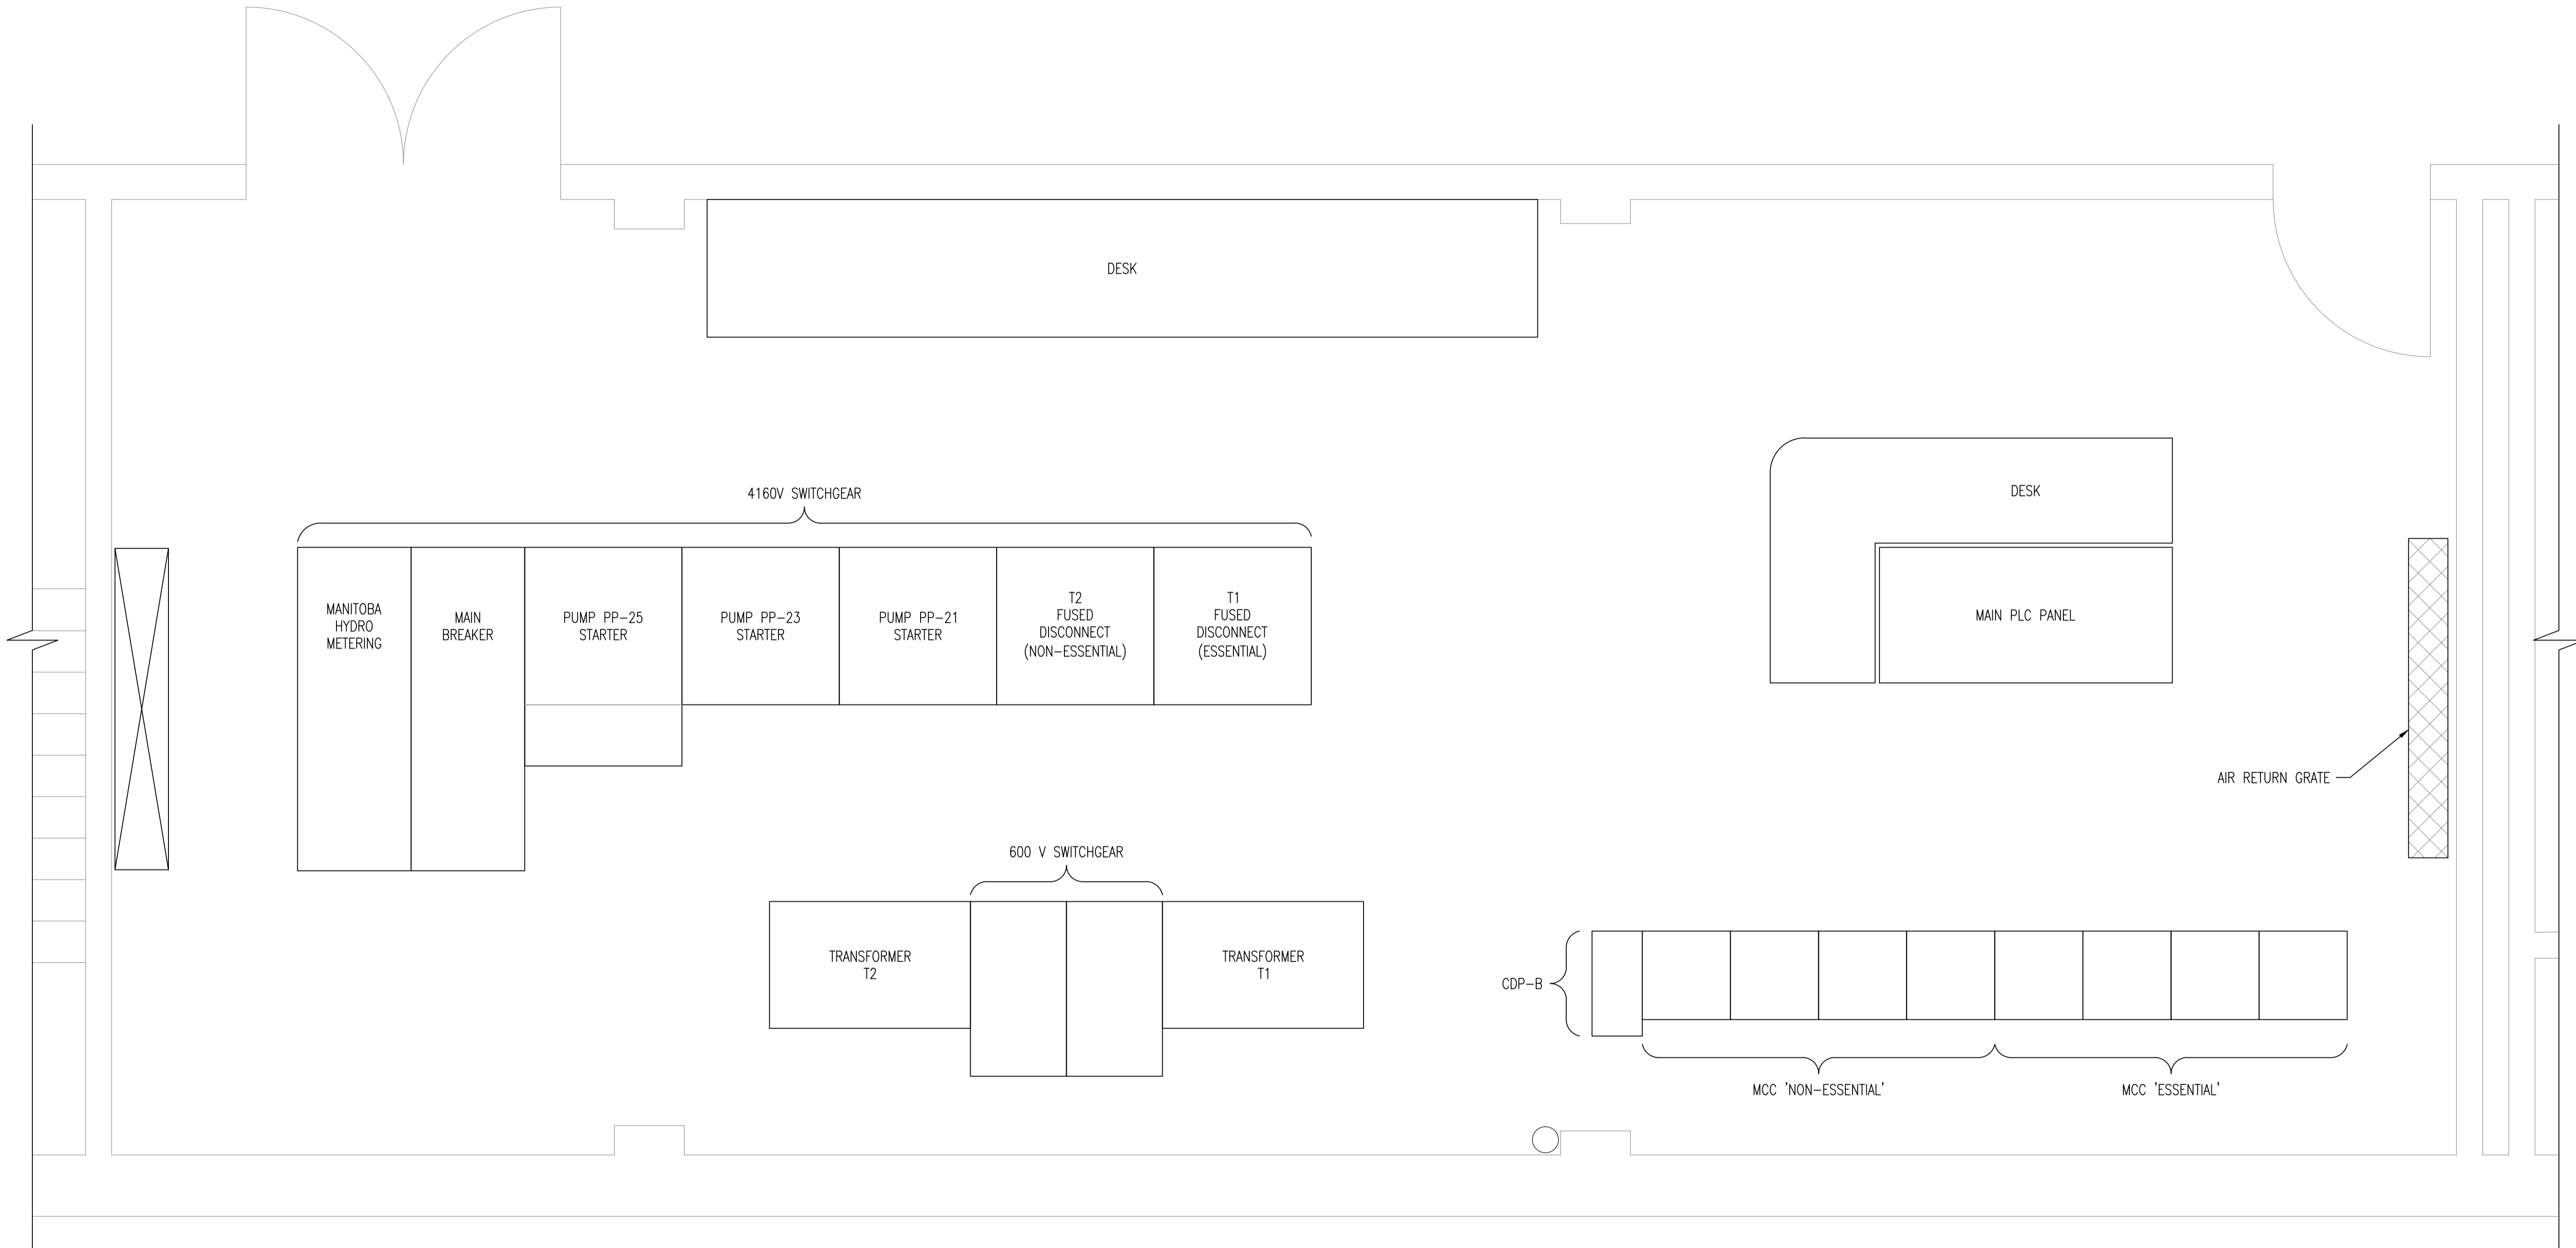 DESK
4160V SWITCHGEAR
DESK
MANITOBA
HYDRO
METERING
MAIN
BREAKER
PUMP PP-25
STARTER
PUMP PP-23
STARTER
PUMP PP-21
STARTER
T2
FUSED
DISCONNECT
(NON-ESSENTIAL)
T1
FUSED
DISCONNECT
(ESSENTIAL)
MAIN PLC PANEL
AIR RETURN GRATE
600 V SWITCHGEAR
TRANSFORMER
T2
TRANSFORMER
T1
CDP-B
MCC 'NON-ESSENTIAL'
MCC 'ESSENTIAL'